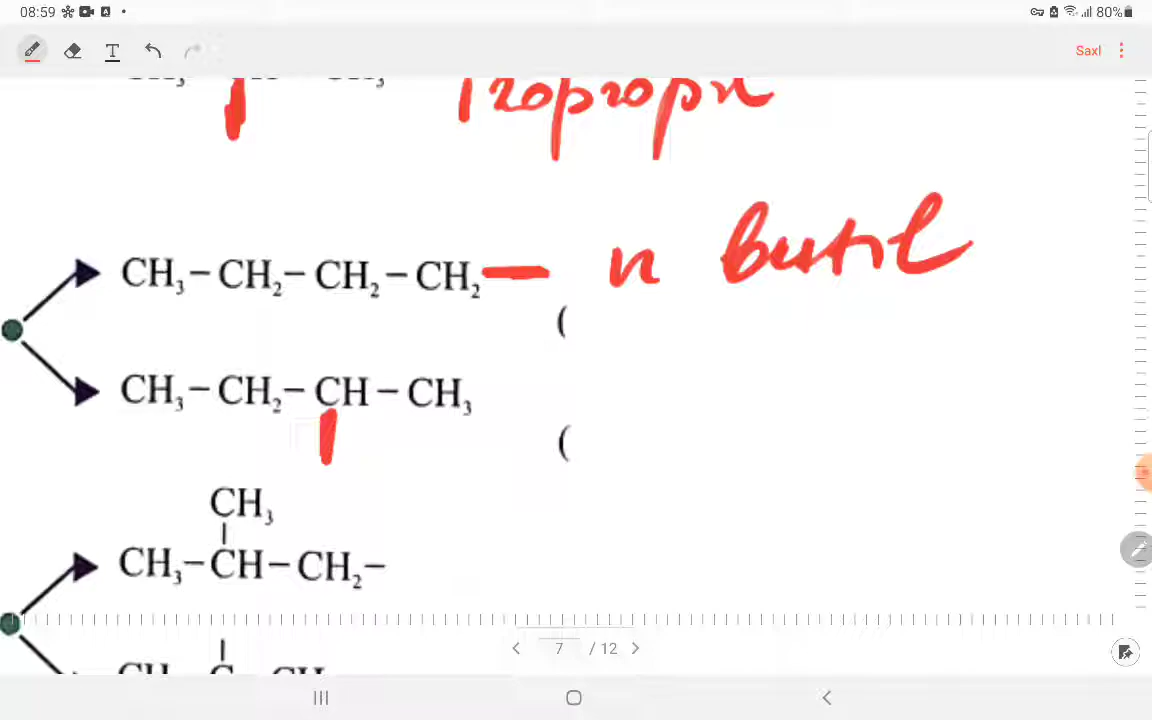 08:59 80%
T Saxl
Izopropil
CH₃–CH₂–CH₂–CH₂— n butil
(
CH₃–CH₂–CH–CH₃
(
CH₃
CH₃–CH–CH₂–
7 / 12